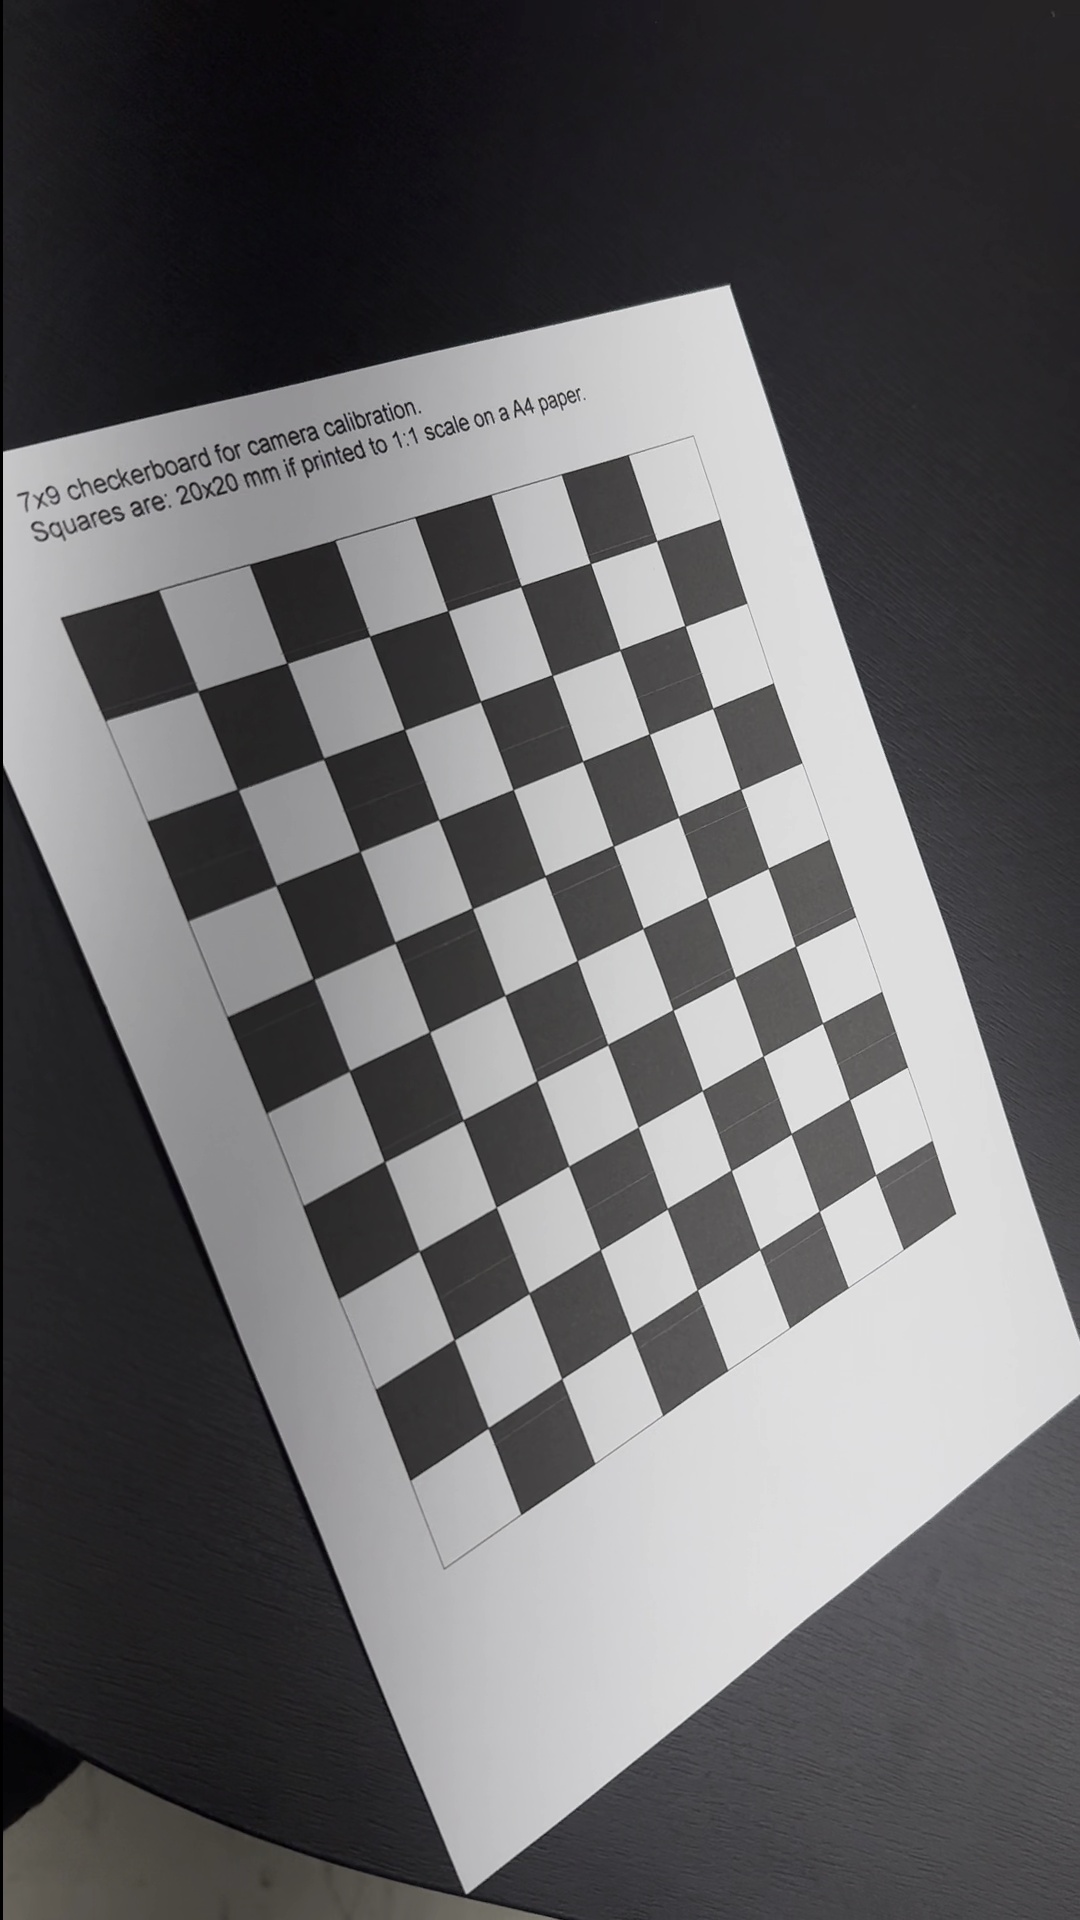 7x9 checkerboard for camera calibration.
Squares are: 20x20 mm if printed to 1:1 scale on a A4 paper.